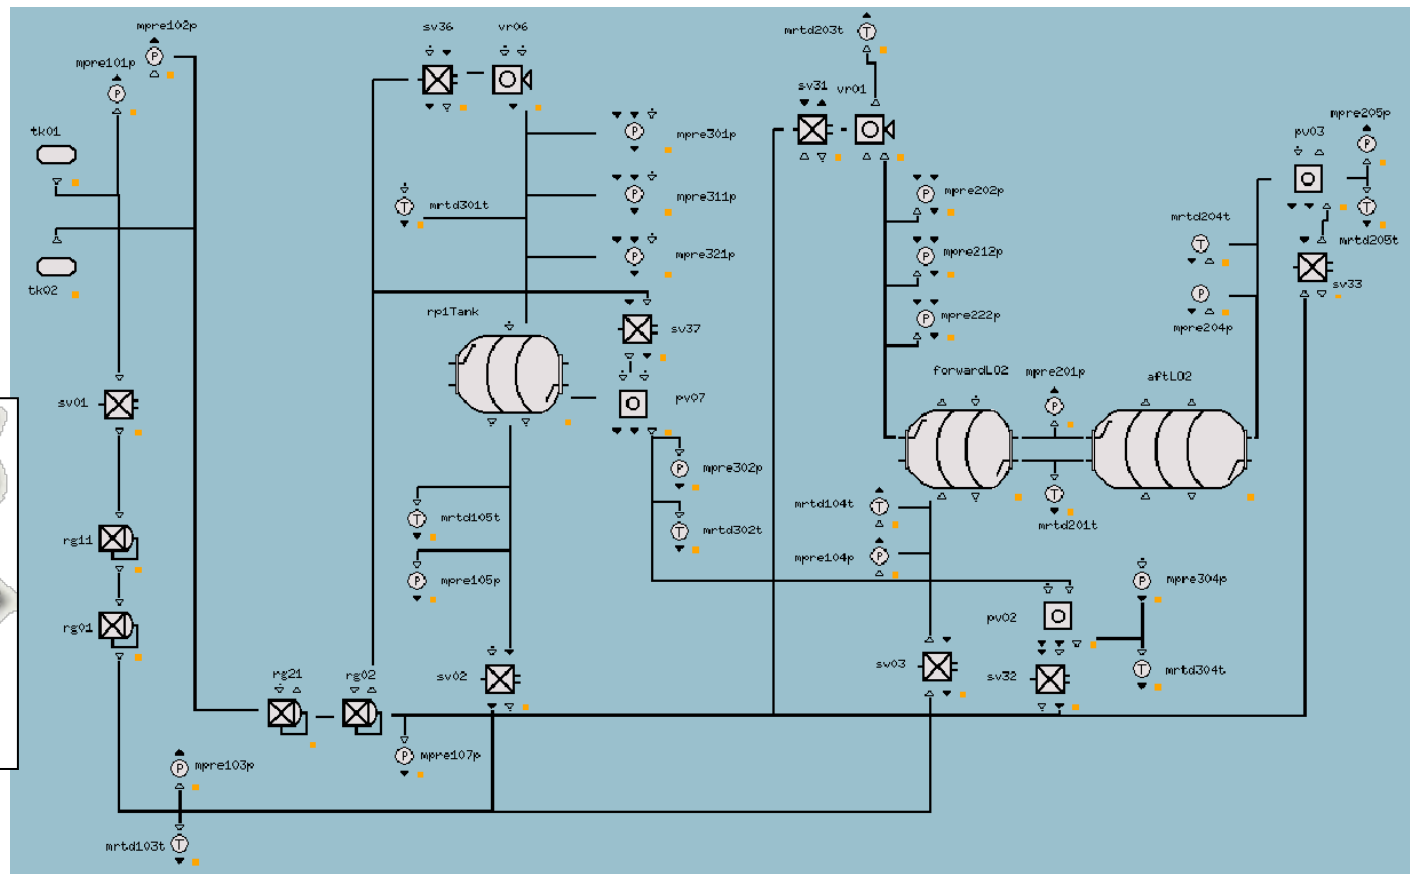 mpre102p
mpre101p
sv36
vr06
mrtd203t
sv31
vr01
mpre205p
pv03
tk01
P
P
mpre301p
P
mpre311p
P
mpre321p
P
mrtd301t
T
T
mpre202p
P
mpre212p
P
mpre222p
P
P
T
mrtd205t
mrtd204t
T
P
mpre204p
sv33
tk02
rp1Tank
sv37
pv07
forwardLO2
mpre201p
P
aftLO2
sv01
mpre302p
P
mrtd302t
T
mrtd105t
T
mpre105p
P
mrtd104t
T
mpre104p
P
T
mrtd201t
rg11
rg01
mpre304p
P
pv02
mrtd304t
T
sv03
sv32
sv02
rg21
rg02
mpre107p
P
mpre103p
P
mrtd103t
T